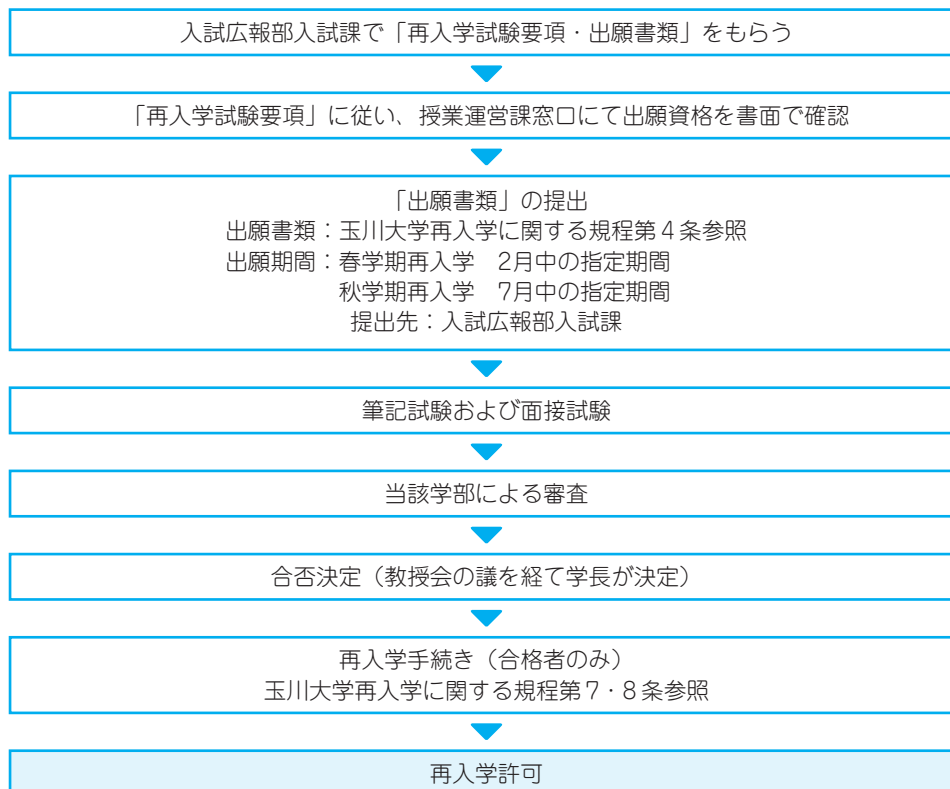 入試広報部入試課で「再入学試験要項・出願書類」をもらう
「再入学試験要項」に従い、授業運営課窓口にて出願資格を書面で確認
「出願書類」の提出
出願書類：玉川大学再入学に関する規程第４条参照
出願期間：春学期再入学　2月中の指定期間
秋学期再入学　7月中の指定期間
提出先：入試広報部入試課
筆記試験および面接試験
当該学部による審査
合否決定（教授会の議を経て学長が決定）
再入学手続き（合格者のみ）
玉川大学再入学に関する規程第７・８条参照
再入学許可